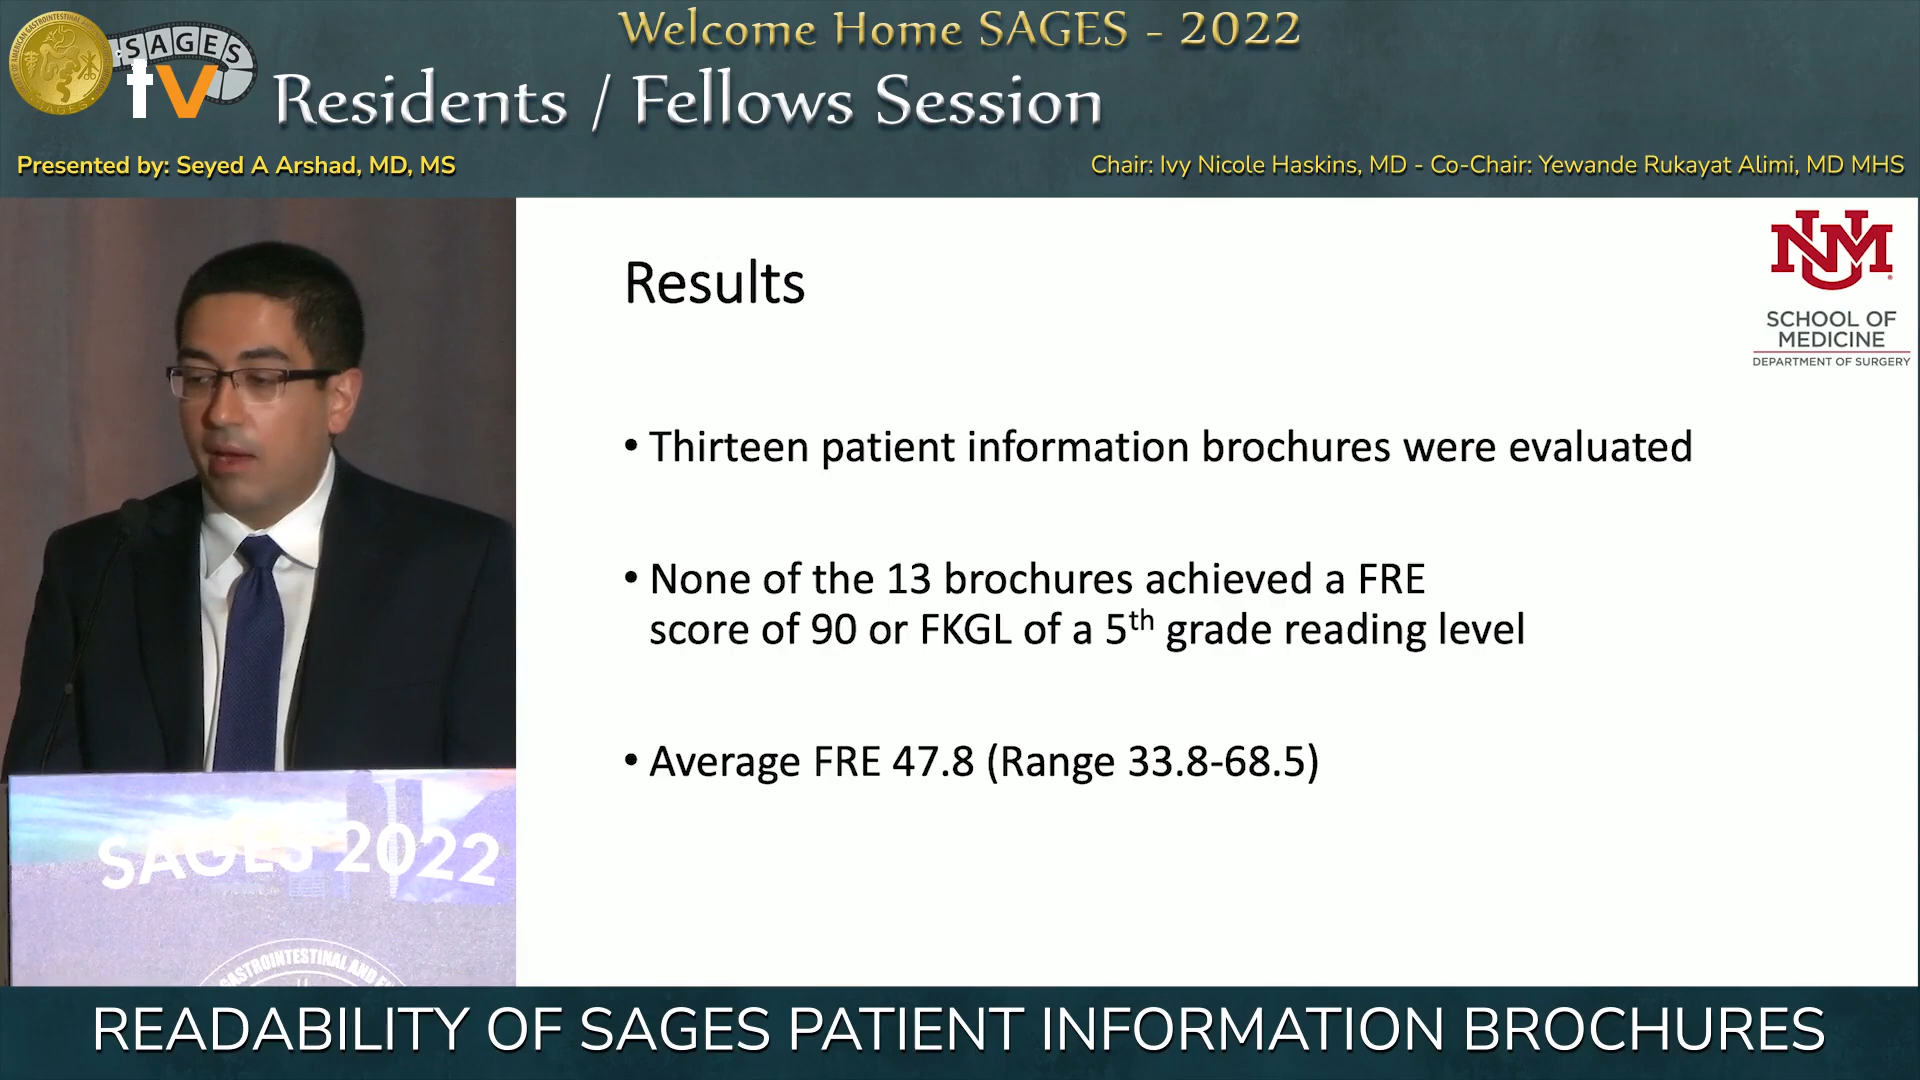 Welcome Home SAGES - 2022
SAGES
tv
Residents / Fellows Session
Presented by: Seyed A Arshad, MD, MS
Chair: Ivy Nicole Haskins, MD - Co-Chair: Yewande Rukayat Alimi, MD MHS
NM
SCHOOL OF
MEDICINE
DEPARTMENT OF SURGERY
Results
• Thirteen patient information brochures were evaluated
• None of the 13 brochures achieved a FRE
score of 90 or FKGL of a 5th grade reading level
• Average FRE 47.8 (Range 33.8-68.5)
SAGES 2022
GASTROINTESTINAL AND
READABILITY OF SAGES PATIENT INFORMATION BROCHURES